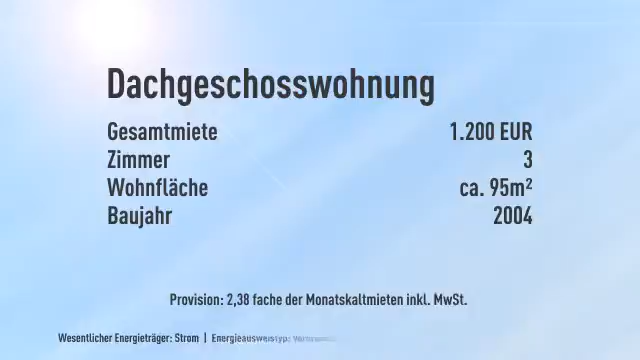 Dachgeschosswohnung
Gesamtmiete 1.200 EUR
Zimmer 3
Wohnfläche ca. 95m²
Baujahr 2004
Provision: 2,38 fache der Monatskaltmieten inkl. MwSt.
Wesentlicher Energieträger: Strom | Energieausweistyp: